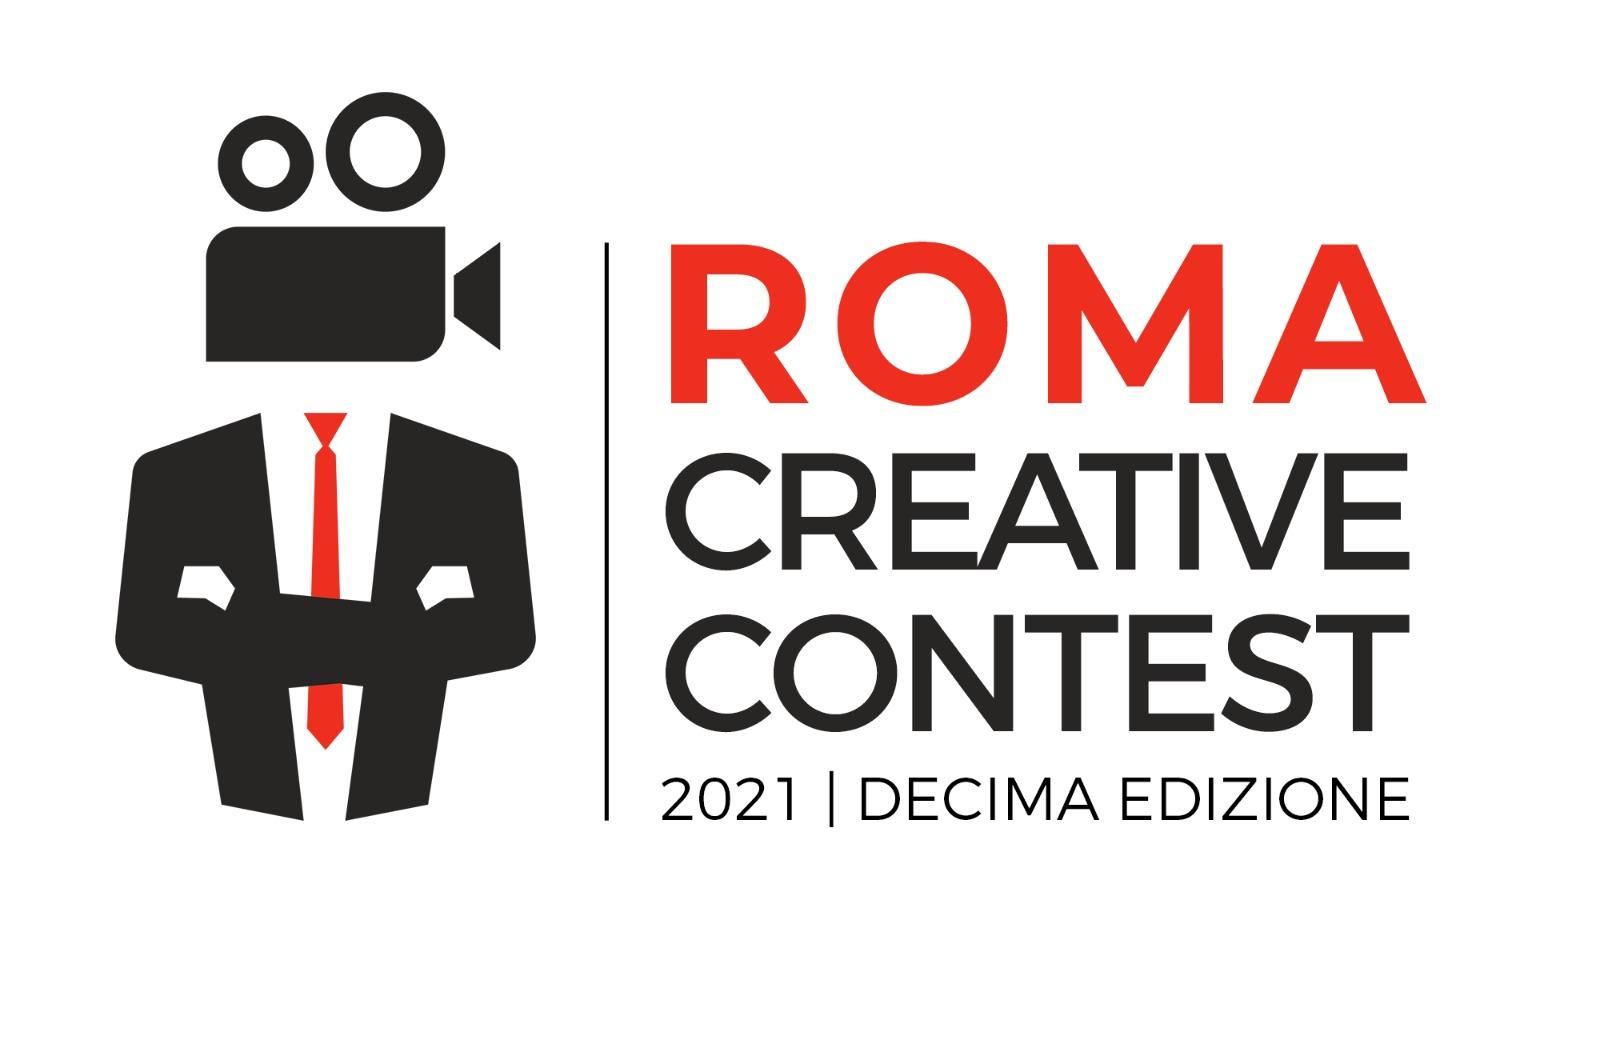 ROMA
CREATIVE
CONTEST
2021 | DECIMA EDIZIONE